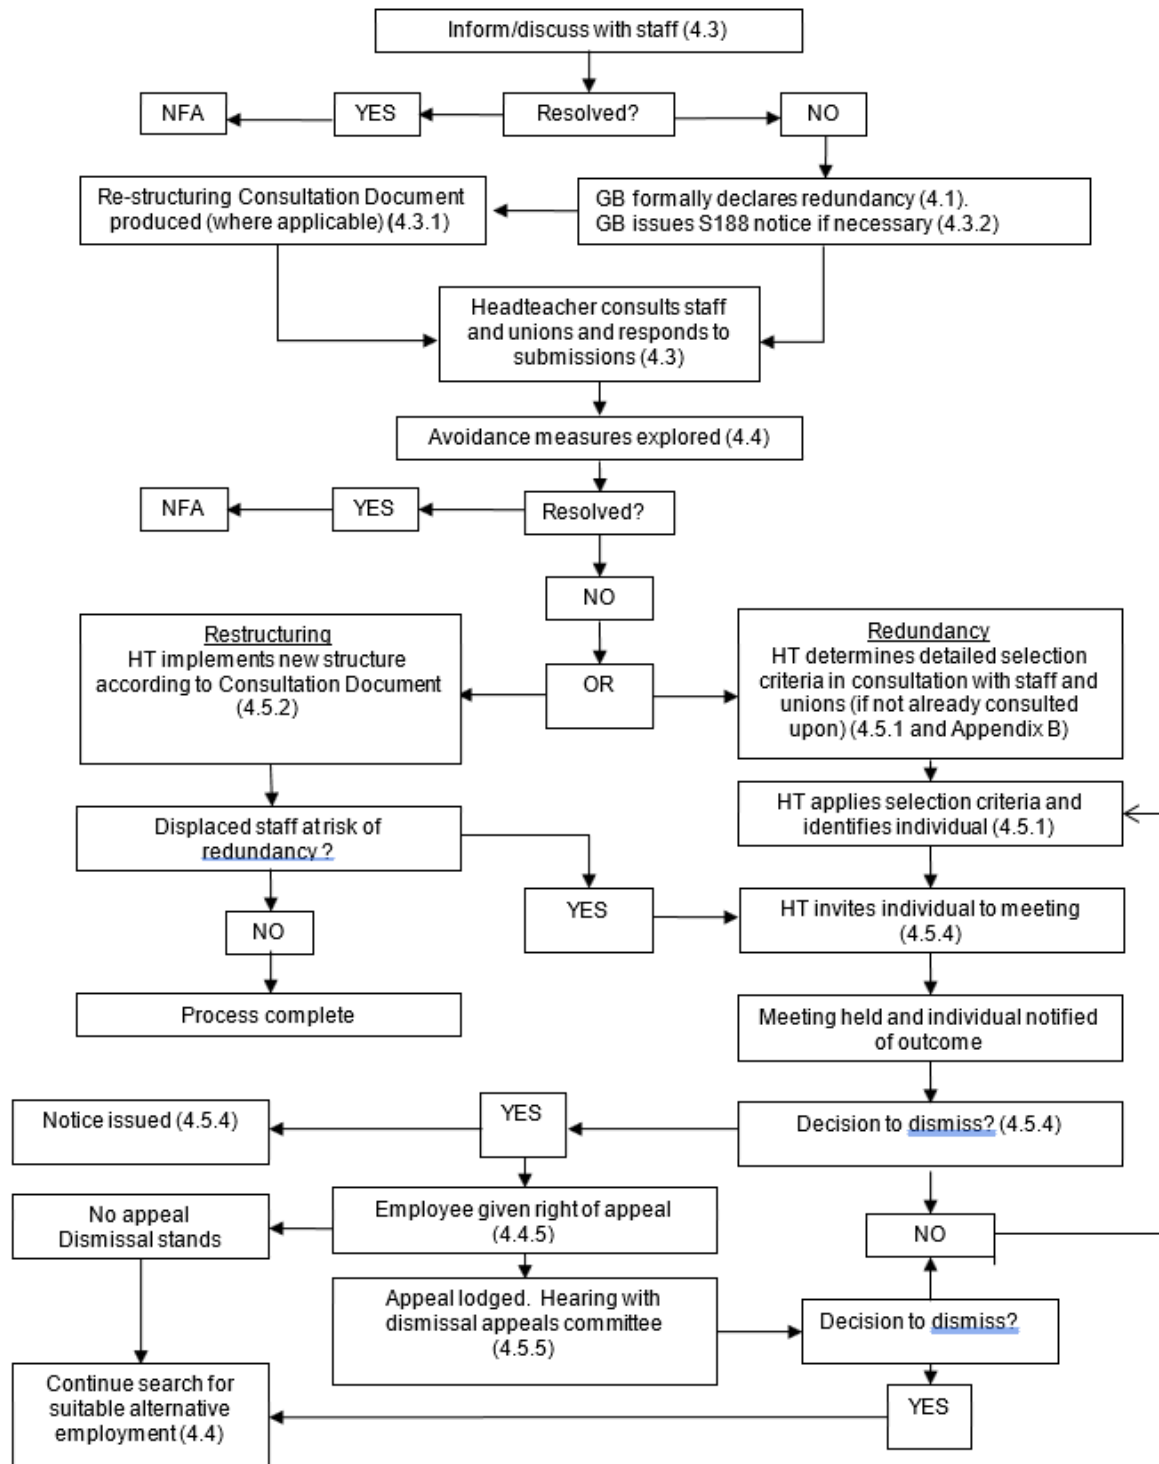 Inform/discuss with staff (4.3)
NFA
YES
Resolved?
NO
Re-structuring Consultation Document
produced (where applicable) (4.3.1)
GB formally declares redundancy (4.1).
GB issues S188 notice if necessary (4.3.2)
Headteacher consults staff
and unions and responds to
submissions (4.3)
Avoidance measures explored (4.4)
NFA
YES
Resolved?
NO
Restructuring
HT implements new structure
according to Consultation Document
(4.5.2)
OR
Redundancy
HT determines detailed selection
criteria in consultation with staff and
unions (if not already consulted
upon) (4.5.1 and Appendix B)
HT applies selection criteria and
identifies individual (4.5.1)
Displaced staff at risk of
redundancy ?
YES
HT invites individual to meeting
(4.5.4)
NO
Process complete
Meeting held and individual notified
of outcome
Notice issued (4.5.4)
YES
Decision to dismiss? (4.5.4)
No appeal
Dismissal stands
Employee given right of appeal
(4.4.5)
NO
Appeal lodged.  Hearing with
dismissal appeals committee
(4.5.5)
Decision to dismiss?
Continue search for
suitable alternative
employment (4.4)
YES